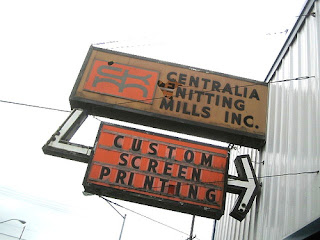 CENTRALIA
KNITTING
MILLS INC.
CUSTOM
SCREEN
PRINTING